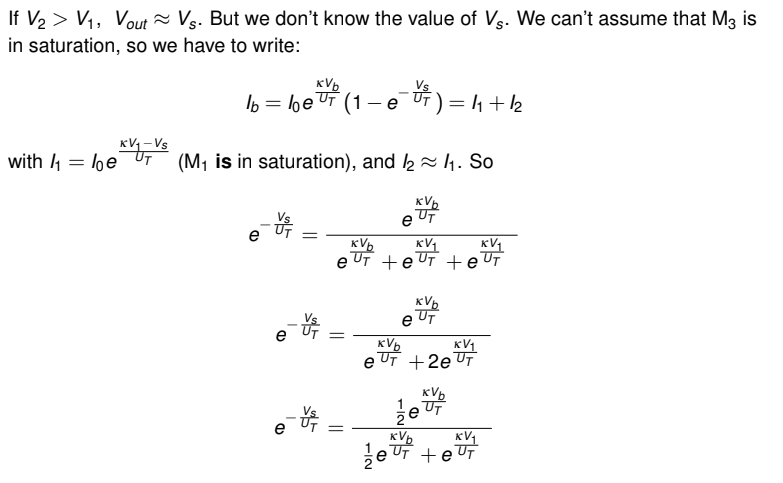 If V₂ > V₁, V_out ≈ V_s. But we don't know the value of V_s. We can't assume that M₃ is
in saturation, so we have to write:
I_b = I₀e^{κV_b/U_T}(1 − e^{−V_s/U_T}) = I₁ + I₂
with I₁ = I₀e^{(κV₁−V_s)/U_T} (M₁ is in saturation), and I₂ ≈ I₁. So
e^{−V_s/U_T} = e^{κV_b/U_T} / (e^{κV_b/U_T} + e^{κV₁/U_T} + e^{κV₁/U_T})
e^{−V_s/U_T} = e^{κV_b/U_T} / (e^{κV_b/U_T} + 2e^{κV₁/U_T})
e^{−V_s/U_T} = ½e^{κV_b/U_T} / (½e^{κV_b/U_T} + e^{κV₁/U_T})